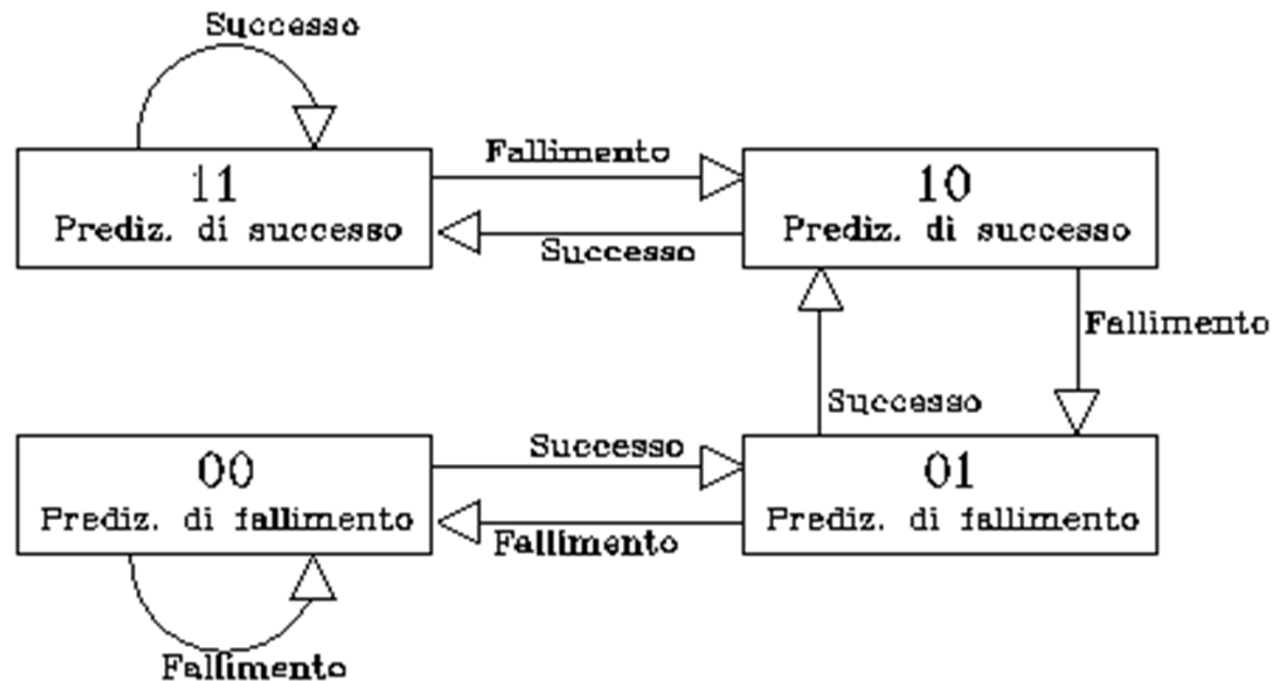 Successo
Fallimento
11
Prediz. di successo
10
Prediz. di successo
Successo
Fallimento
Successo
Successo
00
Prediz. di fallimento
01
Prediz. di fallimento
Fallimento
Fallimento